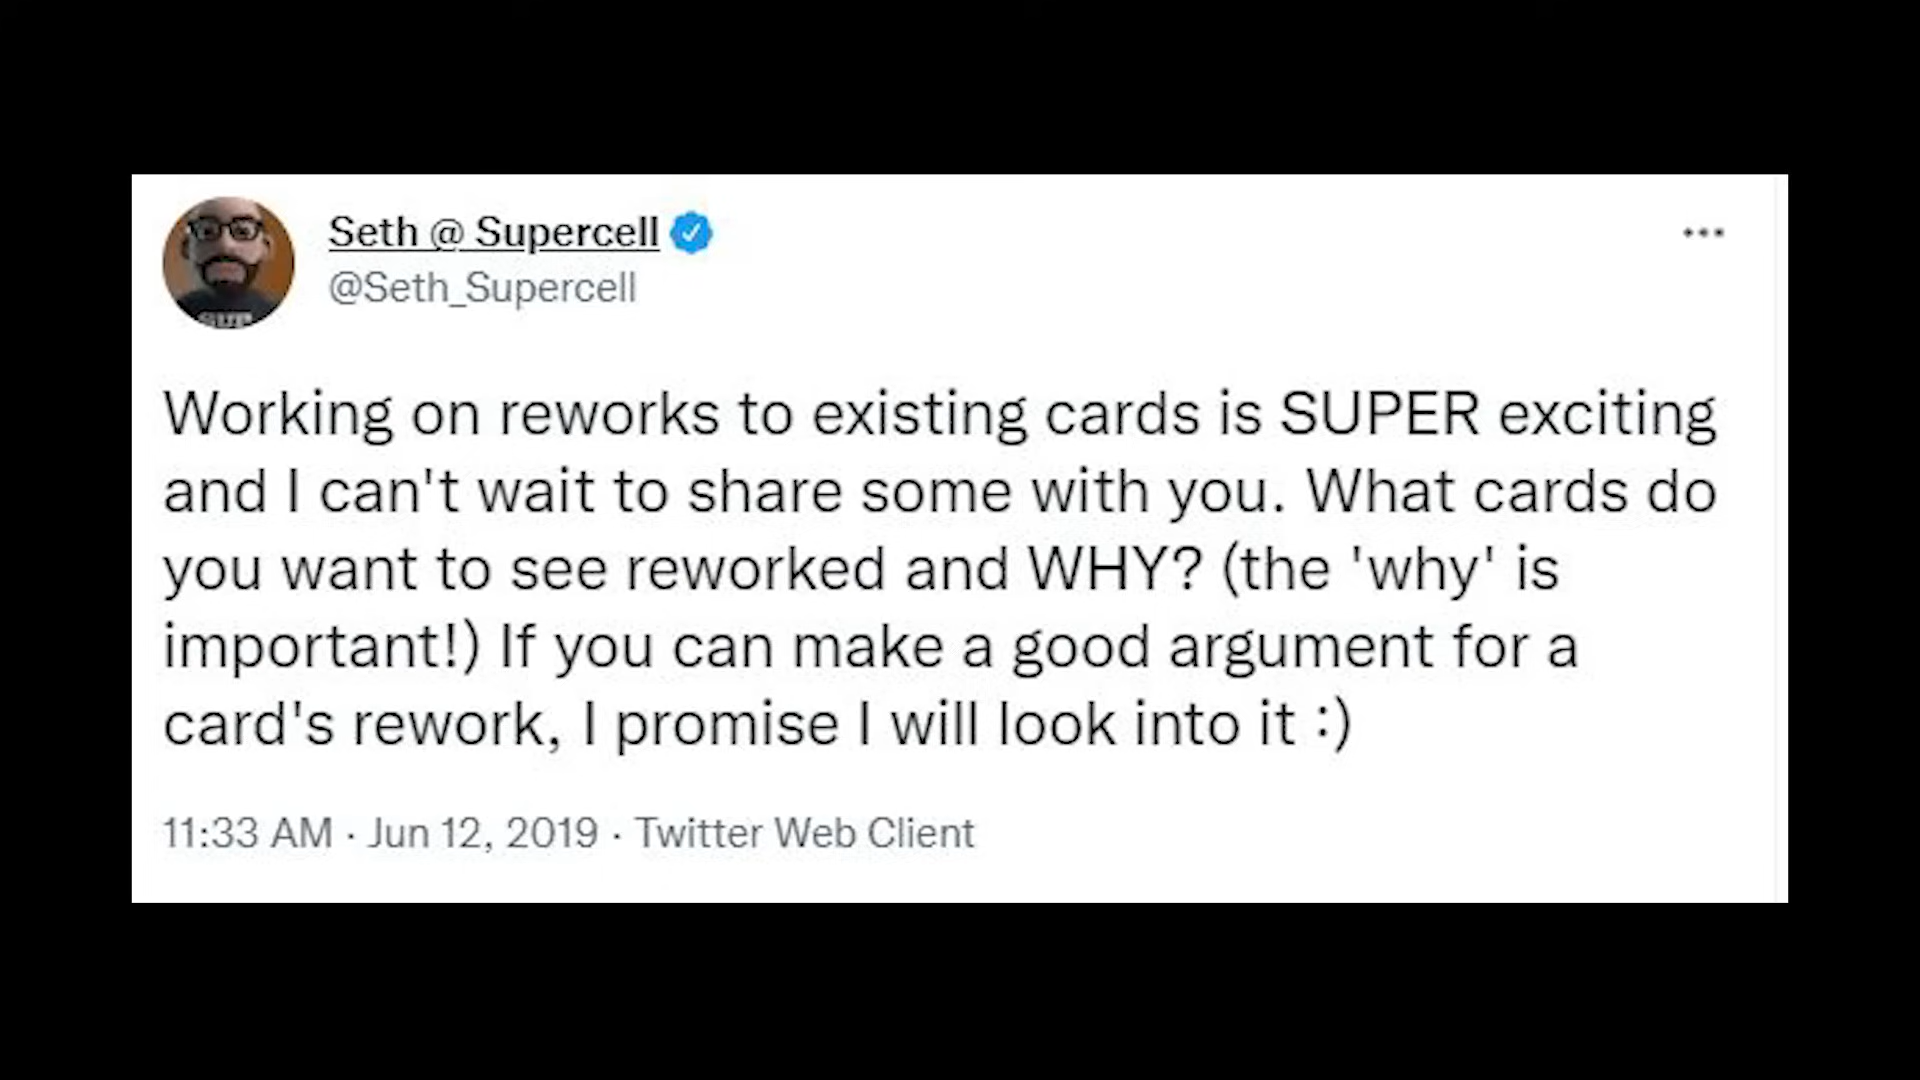 Seth @ Supercell
@Seth_Supercell
Working on reworks to existing cards is SUPER exciting
and I can't wait to share some with you. What cards do
you want to see reworked and WHY? (the 'why' is
important!) If you can make a good argument for a
card's rework, I promise I will look into it :)
11:33 AM · Jun 12, 2019 · Twitter Web Client